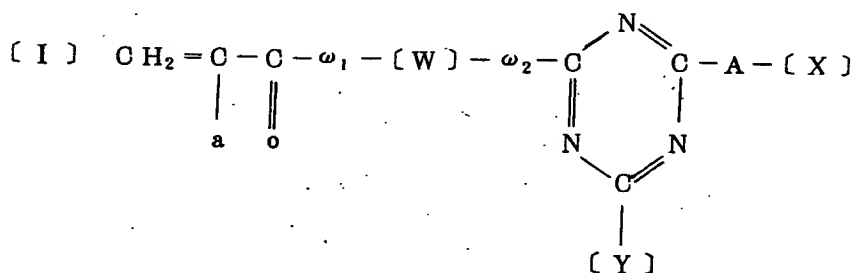 N
〔 I 〕 CH₂=C－C－ω₁－〔W〕－ω₂－C C－A－〔X〕
a o N N
C
〔Y〕